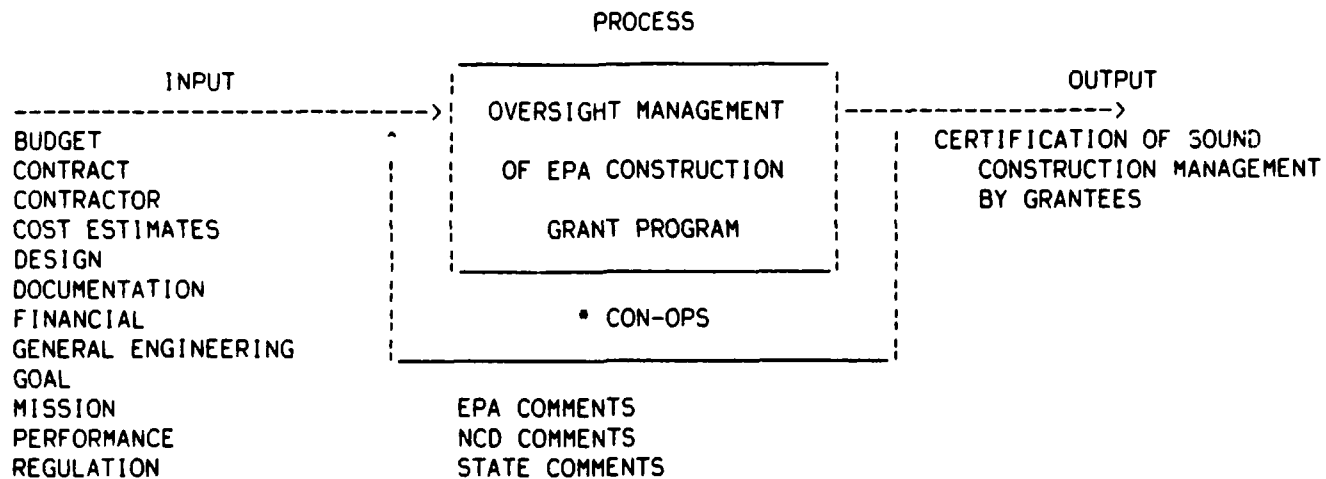 PROCESS
INPUT
OUTPUT
OVERSIGHT MANAGEMENT
OF EPA CONSTRUCTION
GRANT PROGRAM
* CON-OPS
BUDGET
CONTRACT
CONTRACTOR
COST ESTIMATES
DESIGN
DOCUMENTATION
FINANCIAL
GENERAL ENGINEERING
GOAL
MISSION
PERFORMANCE
REGULATION
EPA COMMENTS
NCD COMMENTS
STATE COMMENTS
CERTIFICATION OF SOUND
CONSTRUCTION MANAGEMENT
BY GRANTEES